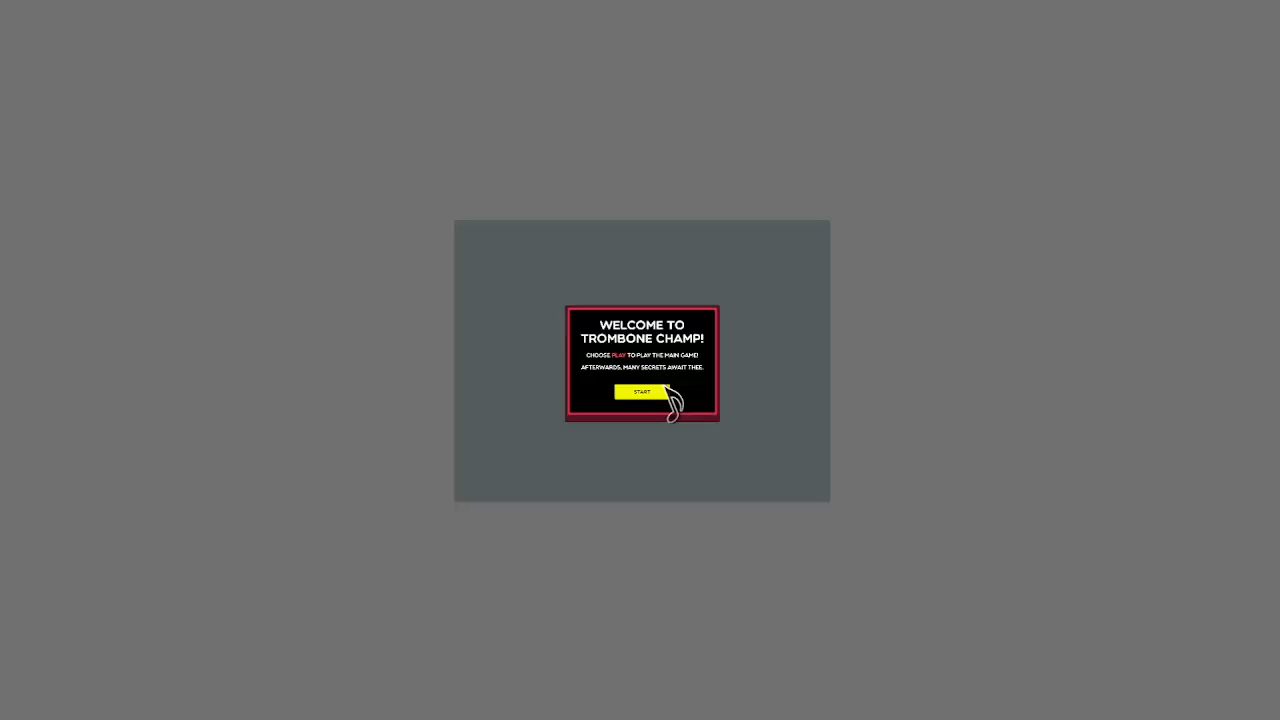 WELCOME TO
TROMBONE CHAMP!
CHOOSE PLAY TO PLAY THE MAIN GAME!
AFTERWARDS, MANY SECRETS AWAIT THEE.
START